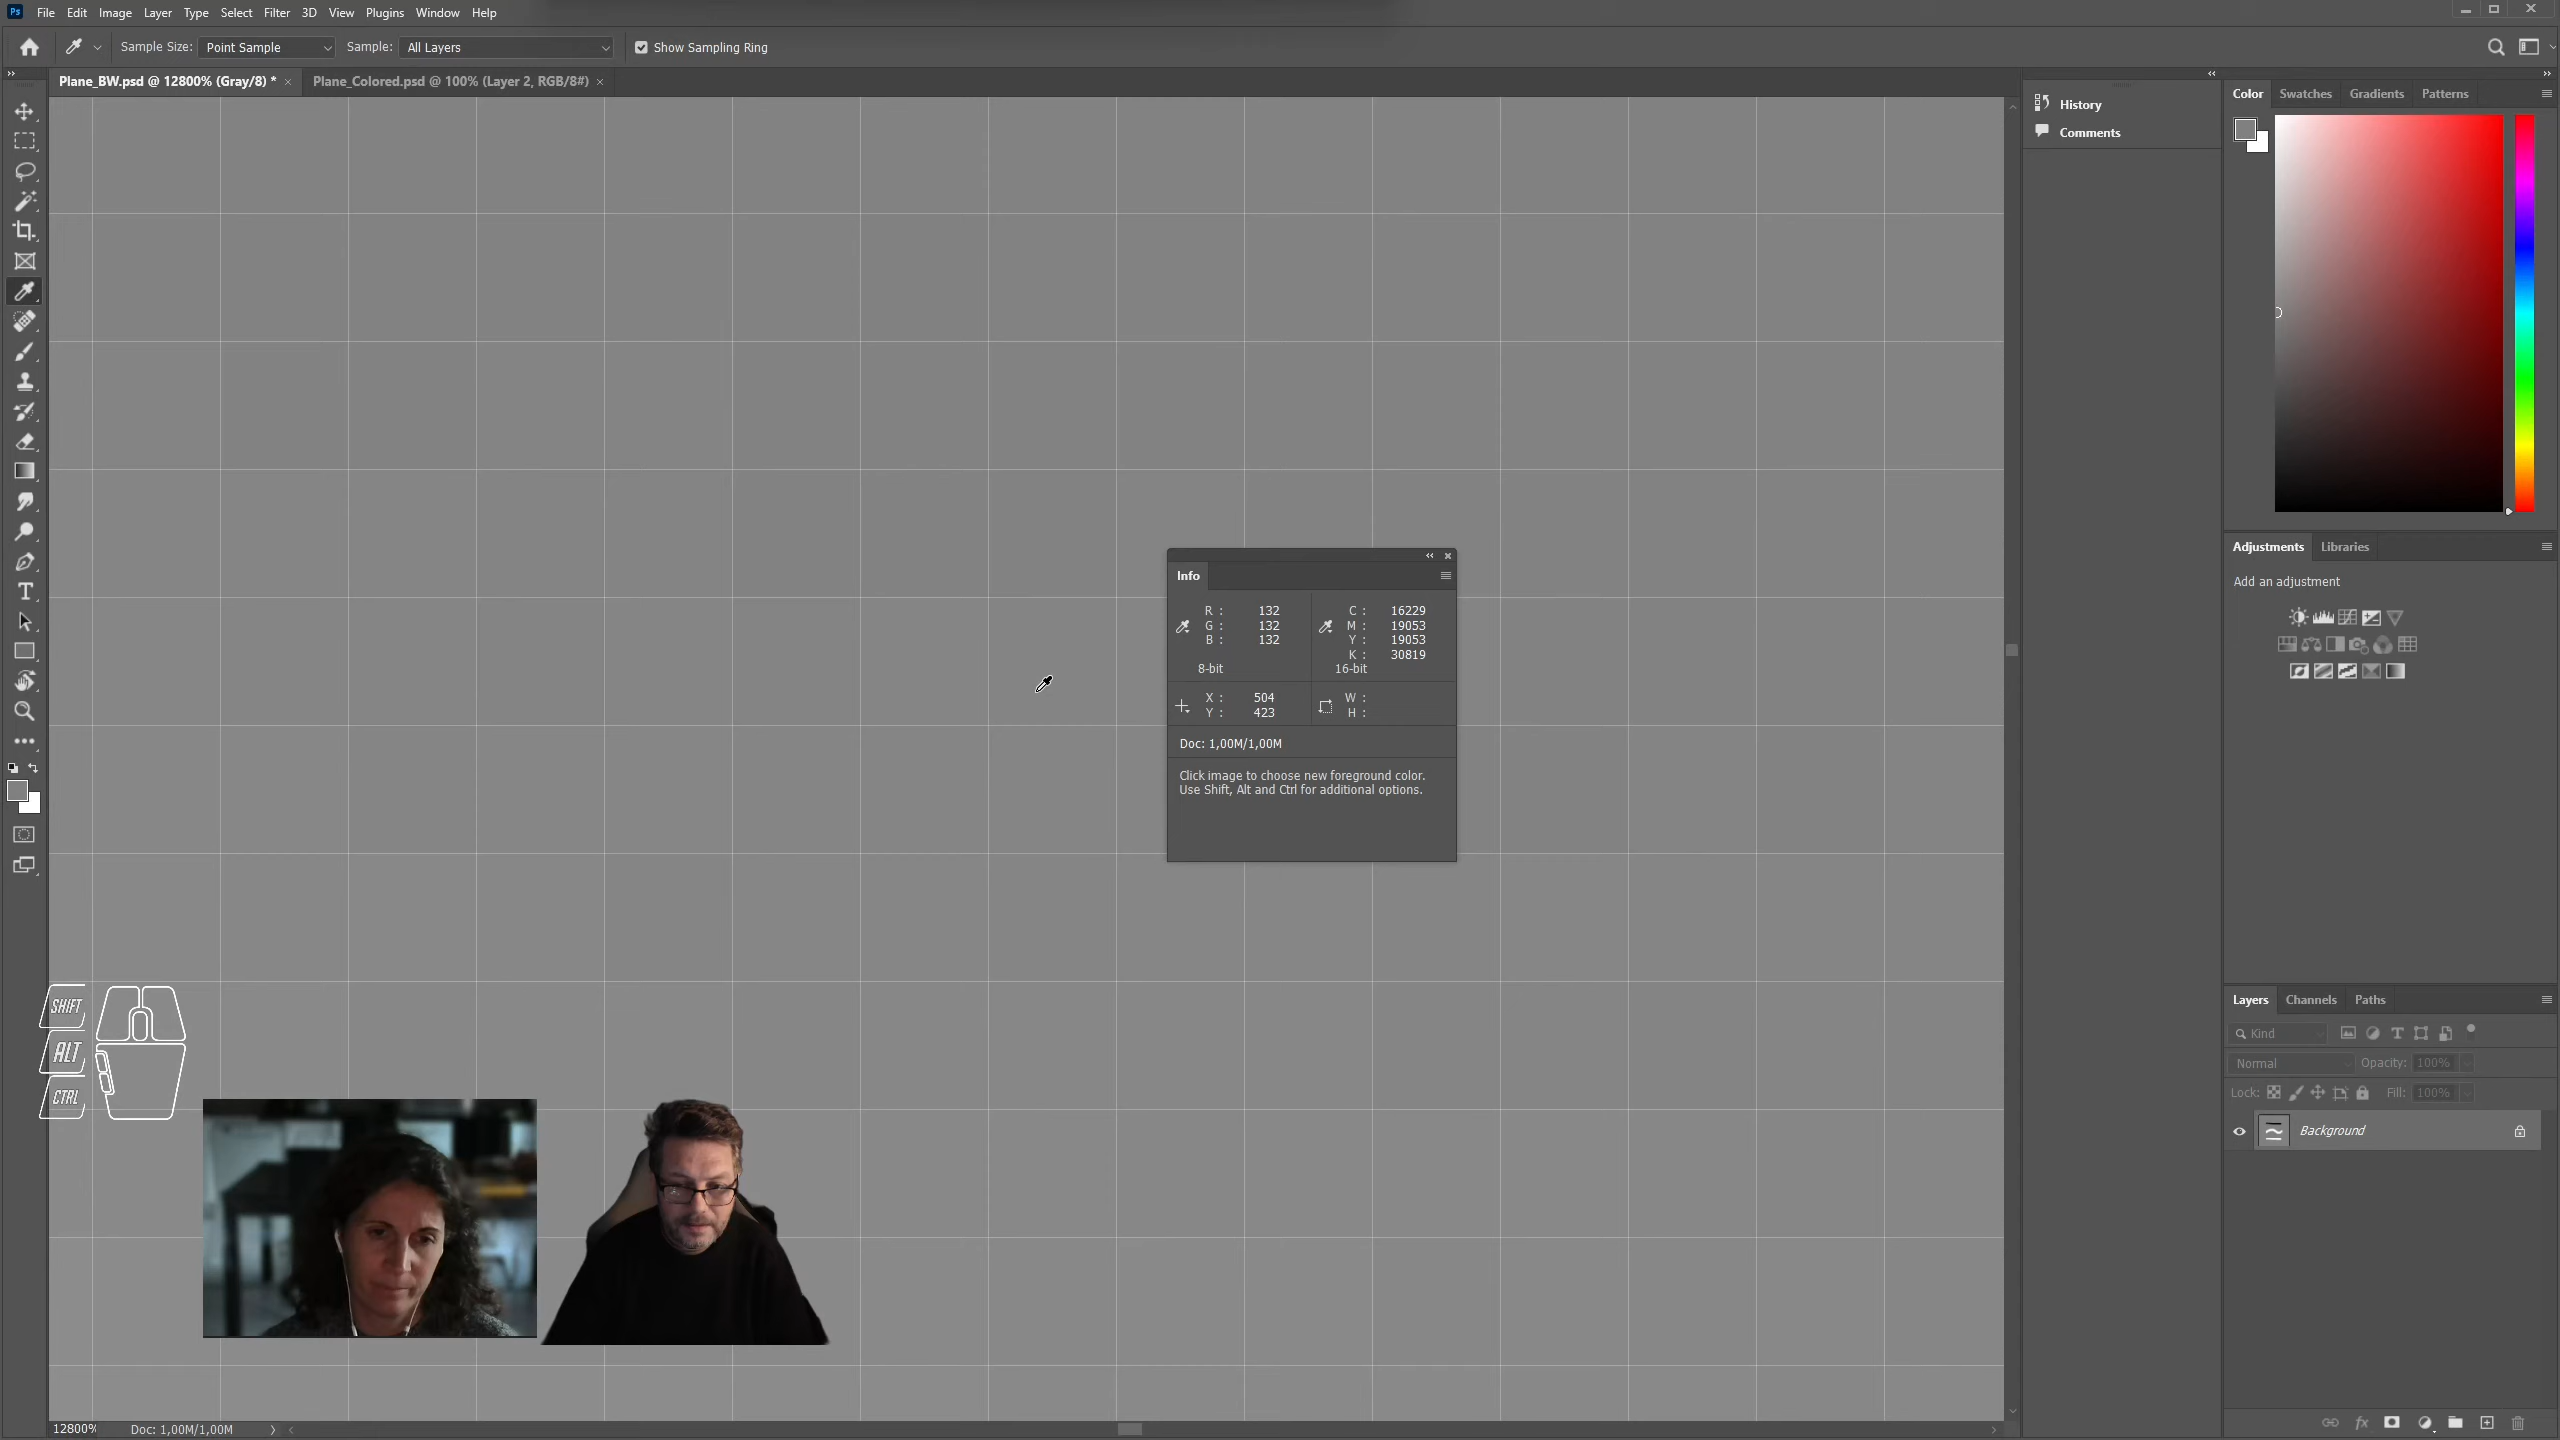 Ps File Edit Image Layer Type Select Filter 3D View Plugins Window Help
Sample Size: Point Sample Sample: All Layers Show Sampling Ring
Plane_BW.psd @ 12800% (Gray/8) * Plane_Colored.psd @ 100% (Layer 2, RGB/8#)
History
Comments
Color Swatches Gradients Patterns
Adjustments Libraries
Add an adjustment
Info
R : 132 C : 16229
G : 132 M : 19053
B : 132 Y : 19053
K : 30819
8-bit 16-bit
X : 504 W :
Y : 423 H :
Doc: 1,00M/1,00M
Click image to choose new foreground color.
Use Shift, Alt and Ctrl for additional options.
SHIFT
ALT
CTRL
Layers Channels Paths
Kind
Normal Opacity: 100%
Lock: Fill: 100%
Background
fx
12800% Doc: 1,00M/1,00M